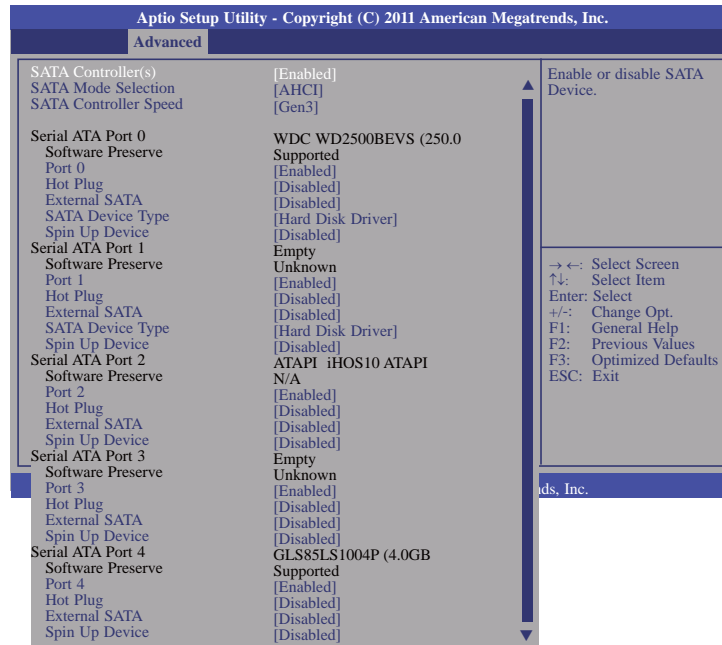 Aptio Setup Utility - Copyright (C) 2011 American Megatrends, Inc.
Advanced
SATA Controller(s) [Enabled]
SATA Mode Selection [AHCI]
SATA Controller Speed [Gen3]
Serial ATA Port 0 WDC WD2500BEVS (250.0
Software Preserve Supported
Port 0 [Enabled]
Hot Plug [Disabled]
External SATA [Disabled]
SATA Device Type [Hard Disk Driver]
Spin Up Device [Disabled]
Serial ATA Port 1 Empty
Software Preserve Unknown
Port 1 [Enabled]
Hot Plug [Disabled]
External SATA [Disabled]
SATA Device Type [Hard Disk Driver]
Spin Up Device [Disabled]
Serial ATA Port 2 ATAPI iHOS10 ATAPI
Software Preserve N/A
Port 2 [Enabled]
Hot Plug [Disabled]
External SATA [Disabled]
Spin Up Device [Disabled]
Serial ATA Port 3 Empty
Software Preserve Unknown
Port 3 [Enabled]
Hot Plug [Disabled]
External SATA [Disabled]
Spin Up Device [Disabled]
Serial ATA Port 4 GLS85LS1004P (4.0GB
Software Preserve Supported
Port 4 [Enabled]
Hot Plug [Disabled]
External SATA [Disabled]
Spin Up Device [Disabled]
Enable or disable SATA
Device.
→ ←: Select Screen
↑↓: Select Item
Enter: Select
+/-: Change Opt.
F1: General Help
F2: Previous Values
F3: Optimized Defaults
ESC: Exit
ds, Inc.